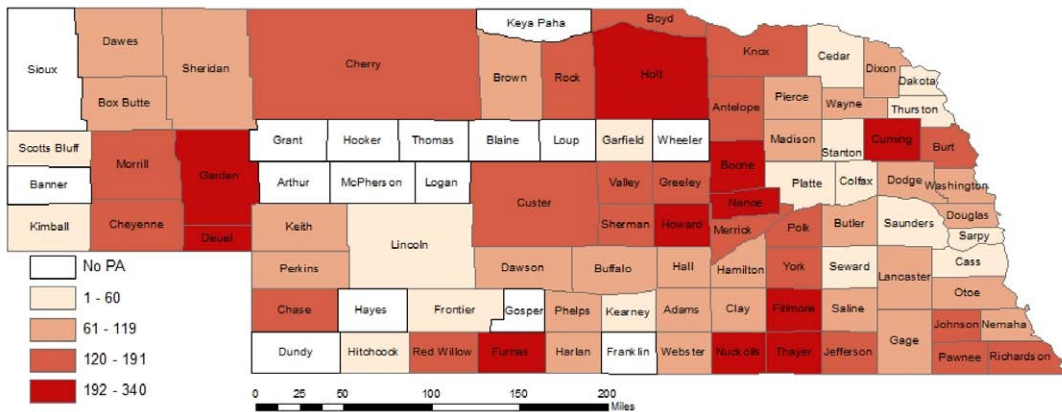 Keya Paha
Boyd
Dawes
Sheridan
Cherry
Knox
Cedar
Sioux
Brown
Rock
Holt
Dixon
Dakota
Box Butte
Antelope
Pierce
Wayne
Thurston
Scotts Bluff
Morrill
Garden
Grant
Hooker
Thomas
Blaine
Loup
Garfield
Wheeler
Madison
Stanton
Cuming
Burt
Banner
Arthur
McPherson
Logan
Boone
Platte
Colfax
Dodge
Washington
Custer
Valley
Greeley
Nance
Kimball
Cheyenne
Deuel
Keith
Lincoln
Sherman
Howard
Merrick
Polk
Butler
Saunders
Douglas
Sarpy
No PA
Perkins
Dawson
Buffalo
Hall
Hamilton
York
Seward
Lancaster
Cass
1 - 60
Otoe
61 - 119
Chase
Hayes
Frontier
Gosper
Phelps
Kearney
Adams
Clay
Fillmore
Saline
Johnson
Nemaha
120 - 191
Dundy
Hitchcock
Red Willow
Furnas
Harlan
Franklin
Webster
Nuckolls
Thayer
Jefferson
Gage
Pawnee
Richardson
192 - 340
0 50 100 150 200
Miles